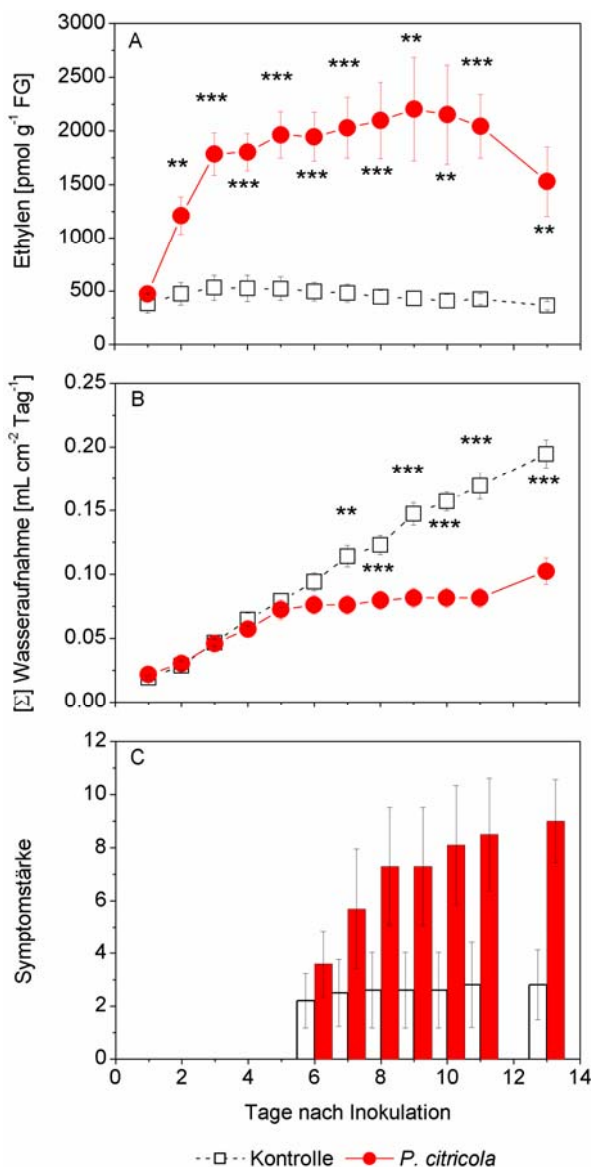 A
3000
2500
2000
1500
1000
500
0
Ethylen [pmol g⁻¹ FG]
** *** *** *** ** ***
*** *** *** ** **
B
0.25
0.20
0.15
0.10
0.05
0.00
[Σ] Wasseraufnahme [mL cm⁻² Tag⁻¹]
** *** ***
*** *** ***
C
12
10
8
6
4
2
0
Symptomstärke
0 2 4 6 8 10 12 14
Tage nach Inokulation
Kontrolle P. citricola